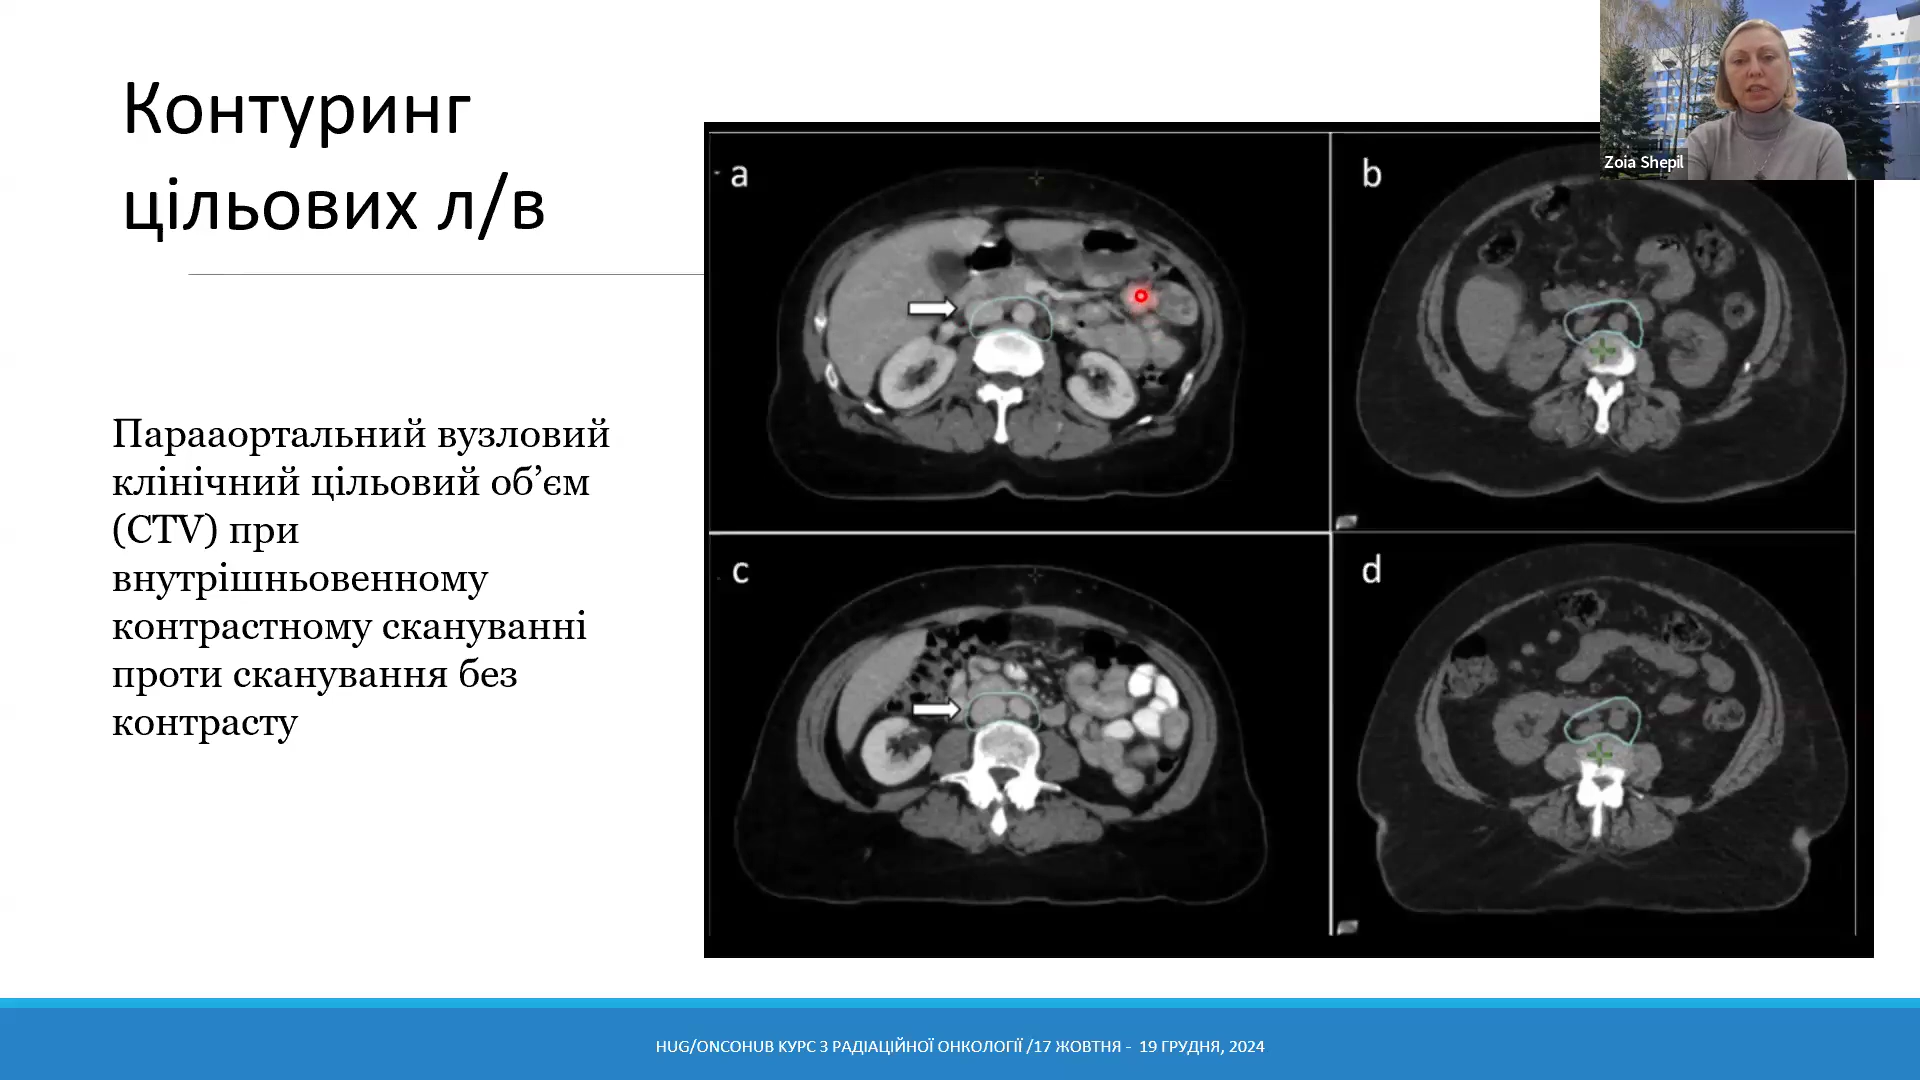 Контуринг
цільових л/в
Парааортальний вузловий
клінічний цільовий об’єм
(CTV) при
внутрішньовенному
контрастному скануванні
проти сканування без
контрасту
a
b
c
d
Zoia Shepil
HUG/ONCOHUB КУРС З РАДІАЦІЙНОЇ ОНКОЛОГІЇ /17 ЖОВТНЯ - 19 ГРУДНЯ, 2024